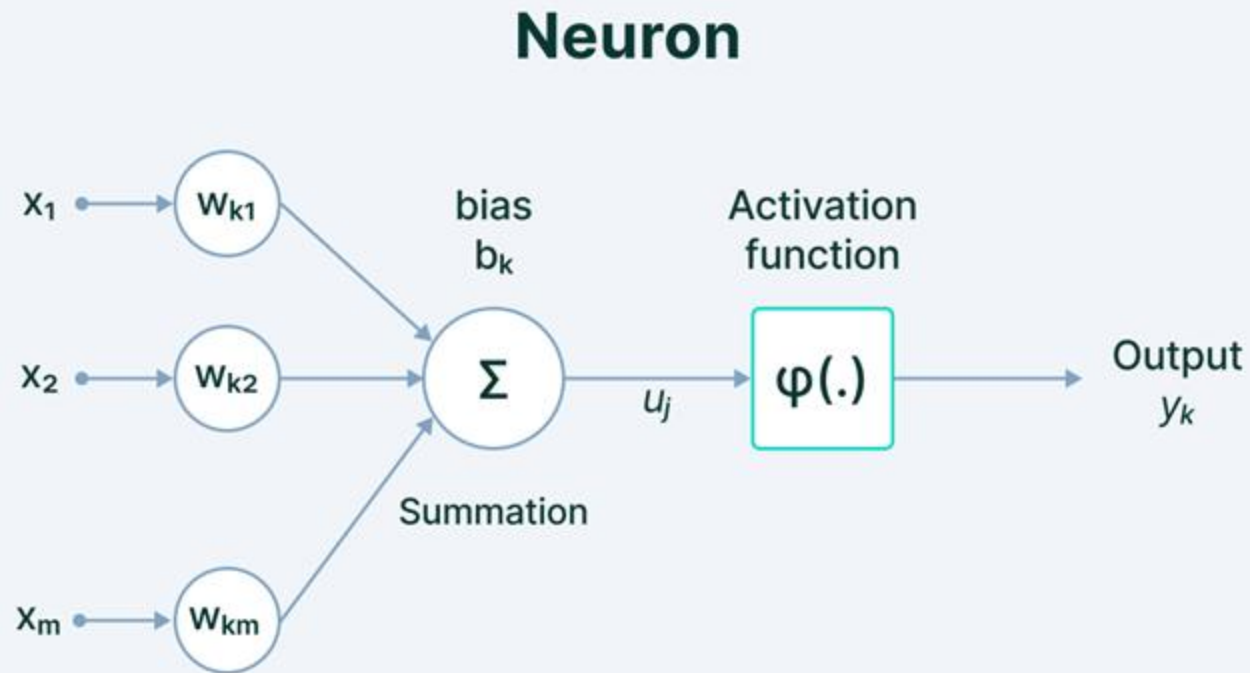 Neuron
x₁
wₖ₁
bias
bₖ
Activation
function
x₂
wₖ₂
Σ
uⱼ
φ(.)
Output
yₖ
Summation
xₘ
wₖₘ